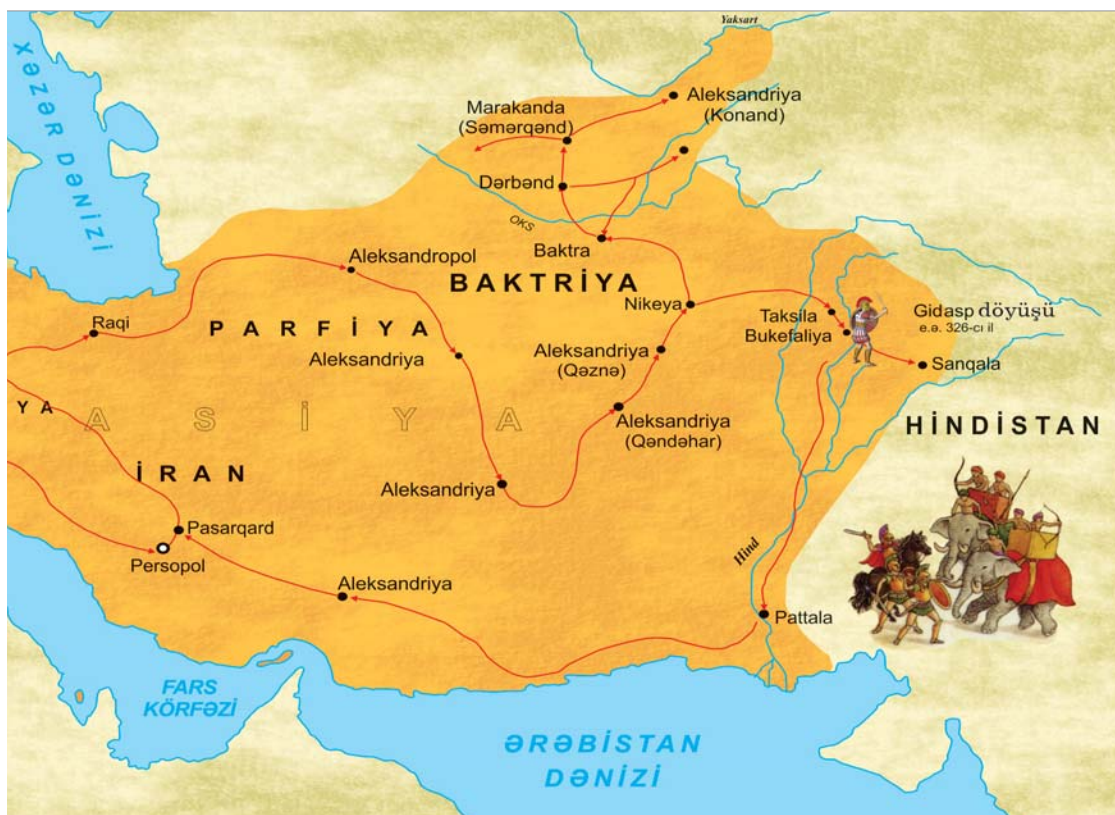 Yaksart
XƏZƏR DƏNİZİ
Marakanda
(Səmərqənd)
Aleksandriya
(Konand)
Dərbənd
OKS
Baktra
Aleksandropol
BAKTRİYA
Nikeya
Raqi
PARFİYA
Taksila
Bukefaliya
Gidasp döyüşü
e.ə. 326-cı il
Aleksandriya
Aleksandriya
(Qəznə)
Sanqala
YA
ASİYA
Aleksandriya
(Qəndəhar)
HİNDİSTAN
İRAN
Aleksandriya
Pasarqard
Persopol
Hind
Aleksandriya
Pattala
FARS
KÖRFƏZİ
ƏRƏBİSTAN
DƏNİZİ